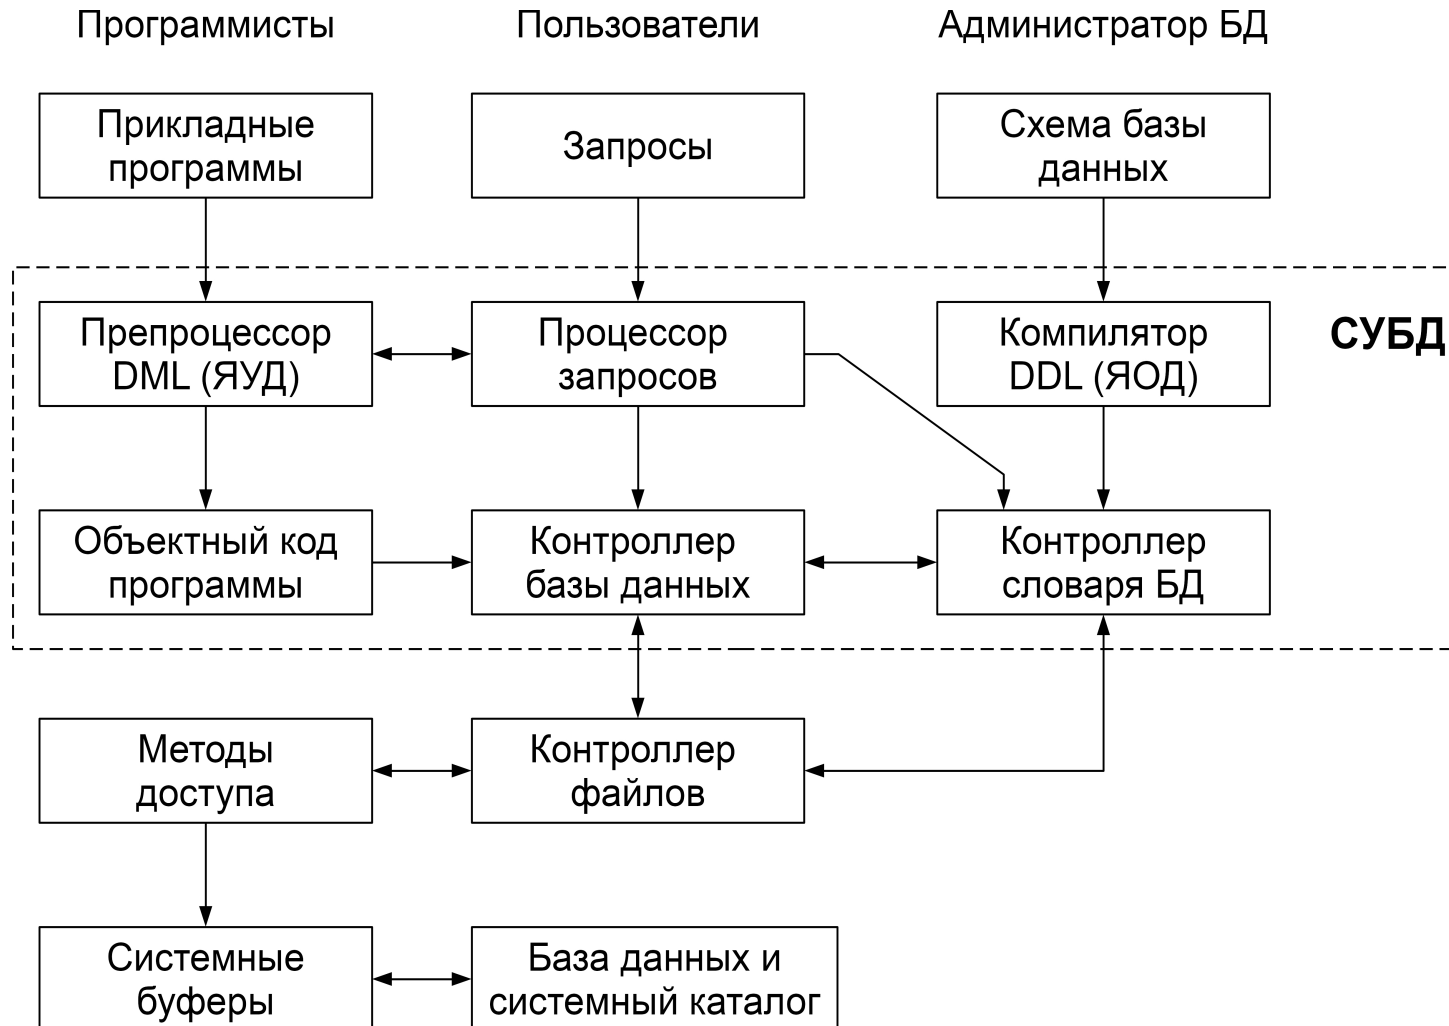 Программисты
Пользователи
Администратор БД
Прикладные
программы
Запросы
Схема базы
данных
Препроцессор
DML (ЯУД)
Процессор
запросов
Компилятор
DDL (ЯОД)
СУБД
Объектный код
программы
Контроллер
базы данных
Контроллер
словаря БД
Методы
доступа
Контроллер
файлов
Системные
буферы
База данных и
системный каталог